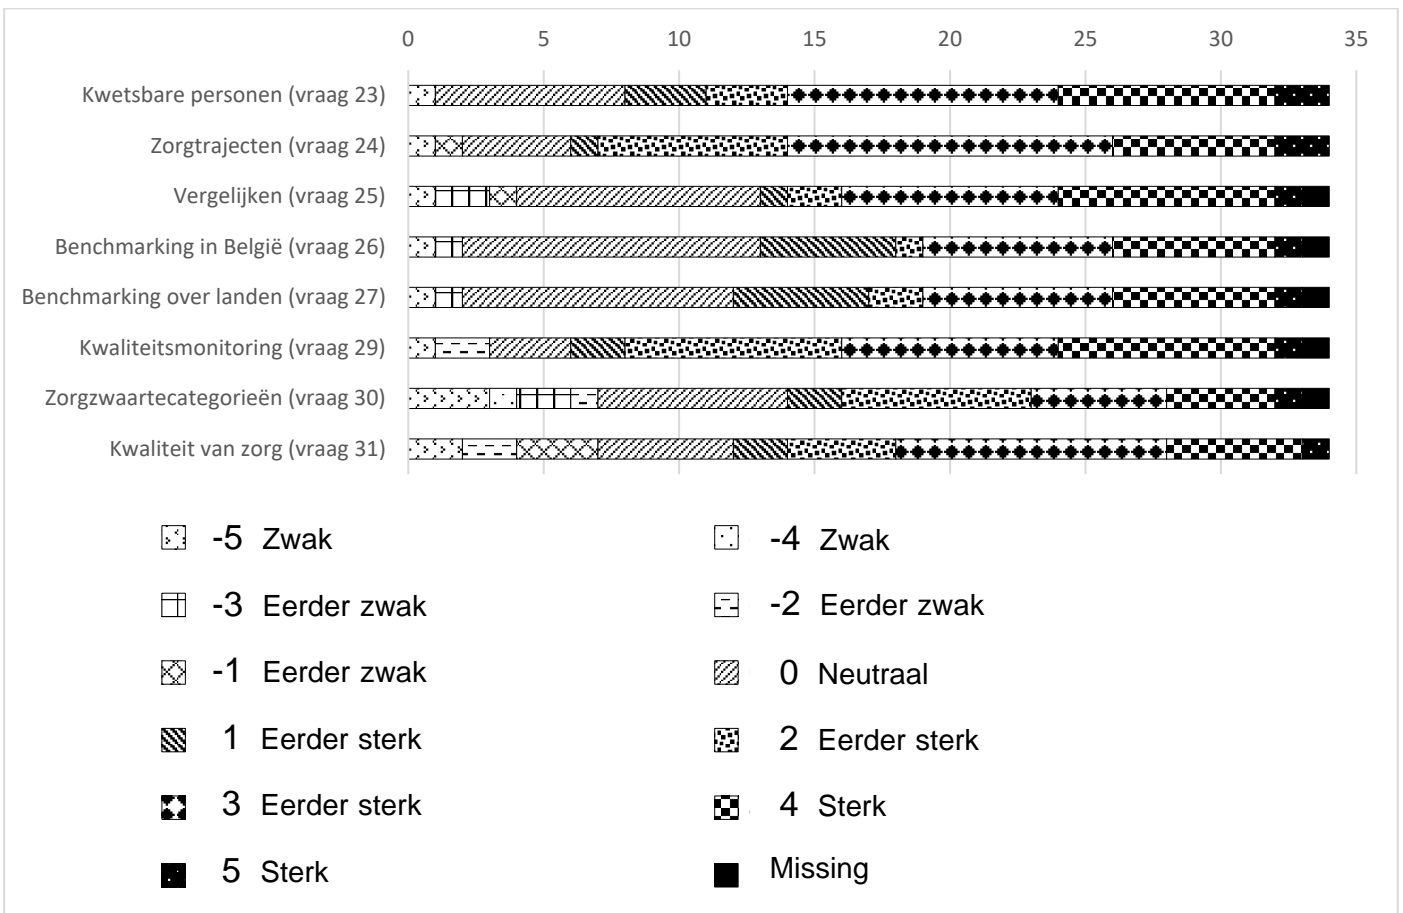 0 5 10 15 20 25 30 35
Kwetsbare personen (vraag 23)
Zorgtrajecten (vraag 24)
Vergelijken (vraag 25)
Benchmarking in België (vraag 26)
Benchmarking over landen (vraag 27)
Kwaliteitsmonitoring (vraag 29)
Zorgzwaartecategorieën (vraag 30)
Kwaliteit van zorg (vraag 31)
-5 Zwak
-4 Zwak
-3 Eerder zwak
-2 Eerder zwak
-1 Eerder zwak
0 Neutraal
1 Eerder sterk
2 Eerder sterk
3 Eerder sterk
4 Sterk
5 Sterk
Missing